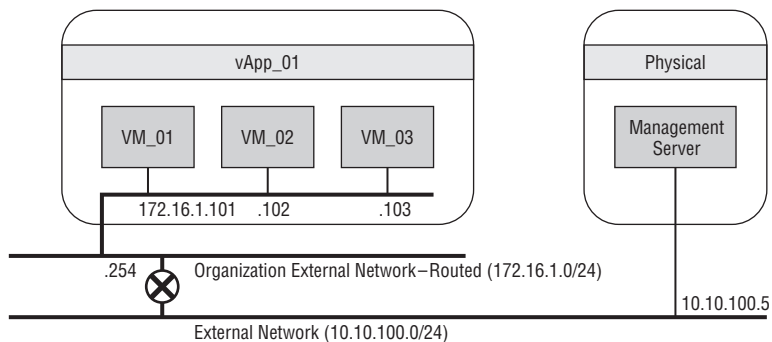 vApp_01
Physical
VM_01
VM_02
VM_03
Management
Server
172.16.1.101
.102
.103
.254
Organization External Network–Routed (172.16.1.0/24)
10.10.100.5
External Network (10.10.100.0/24)